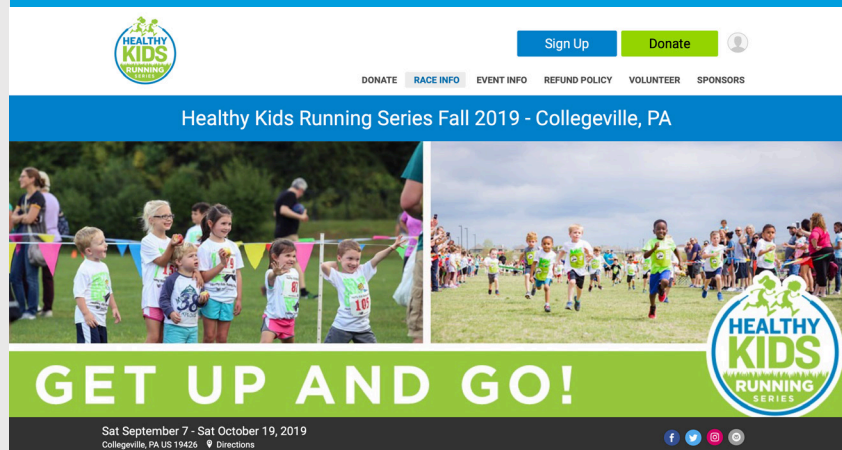 HEALTHY
KIDS
RUNNING
SERIES
Sign Up
Donate
DONATE RACE INFO EVENT INFO REFUND POLICY VOLUNTEER SPONSORS
Healthy Kids Running Series Fall 2019 - Collegeville, PA
105
HEALTHY
KIDS
RUNNING
SERIES
GET UP AND GO!
Sat September 7 - Sat October 19, 2019
Collegeville, PA US 19426 Directions